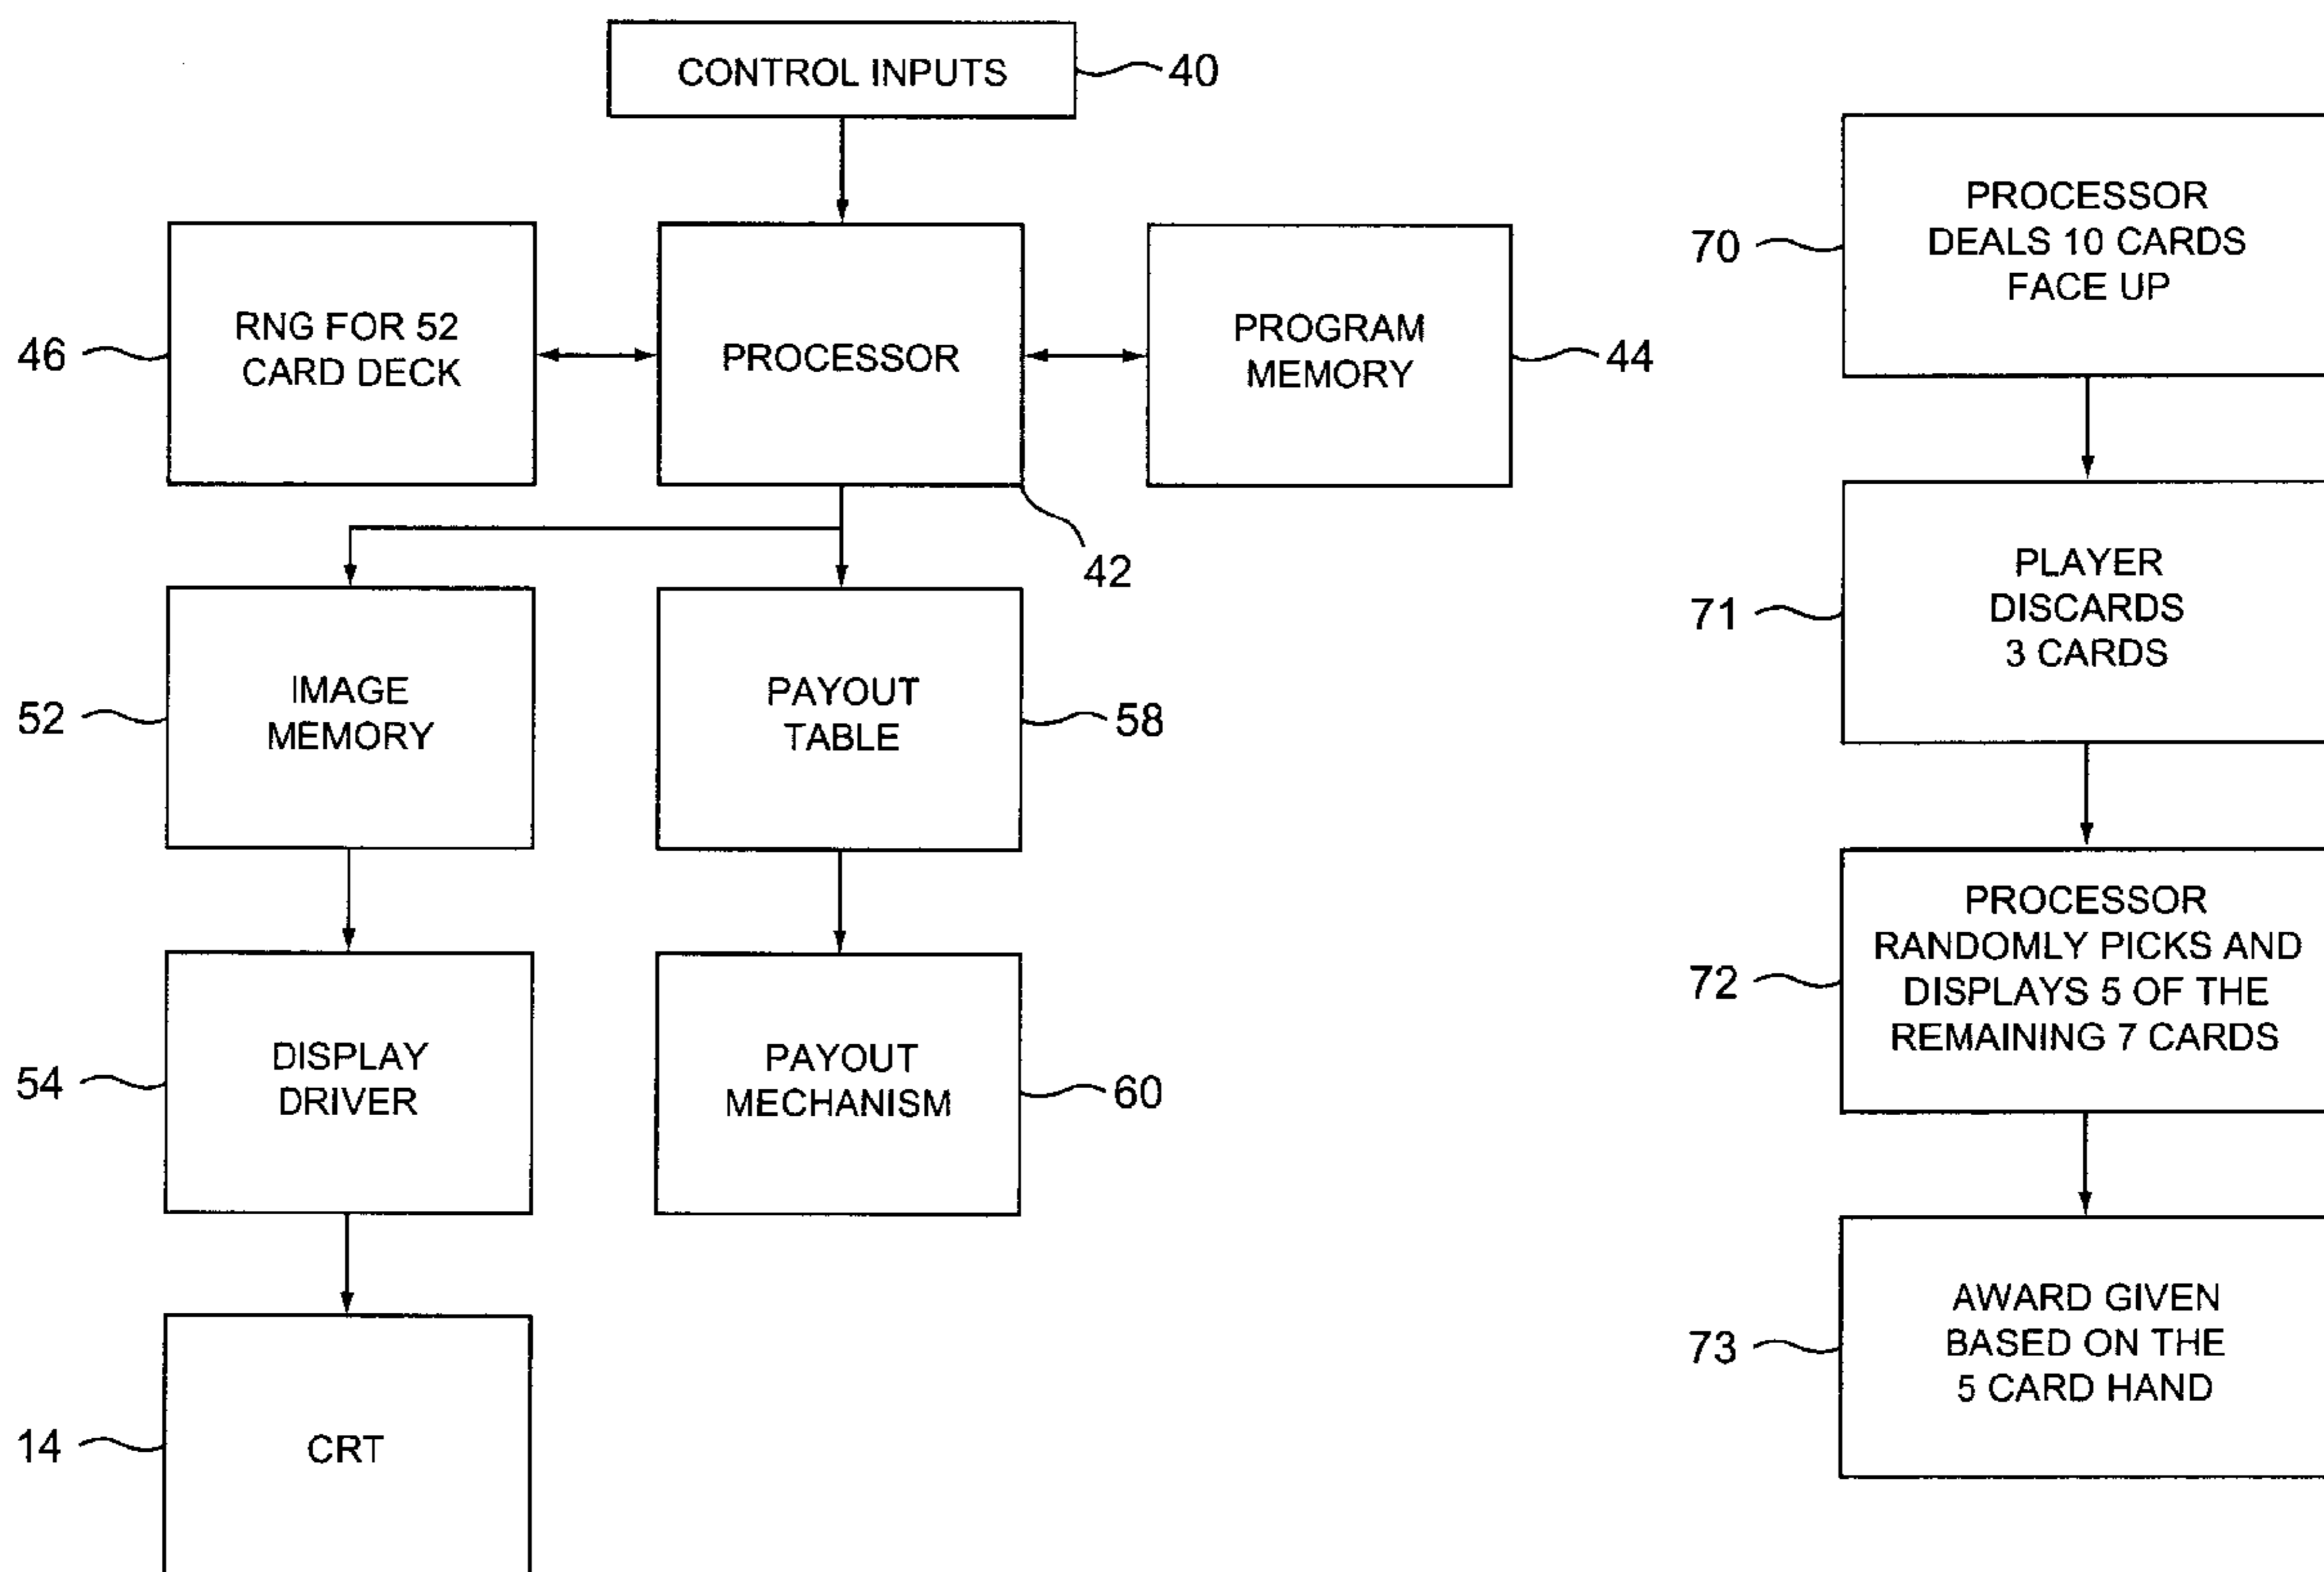 CONTROL INPUTS
40
RNG FOR 52
CARD DECK
46
PROCESSOR
42
PROGRAM
MEMORY
44
IMAGE
MEMORY
52
PAYOUT
TABLE
58
DISPLAY
DRIVER
54
PAYOUT
MECHANISM
60
CRT
14
70
PROCESSOR
DEALS 10 CARDS
FACE UP
71
PLAYER
DISCARDS
3 CARDS
72
PROCESSOR
RANDOMLY PICKS AND
DISPLAYS 5 OF THE
REMAINING 7 CARDS
73
AWARD GIVEN
BASED ON THE
5 CARD HAND